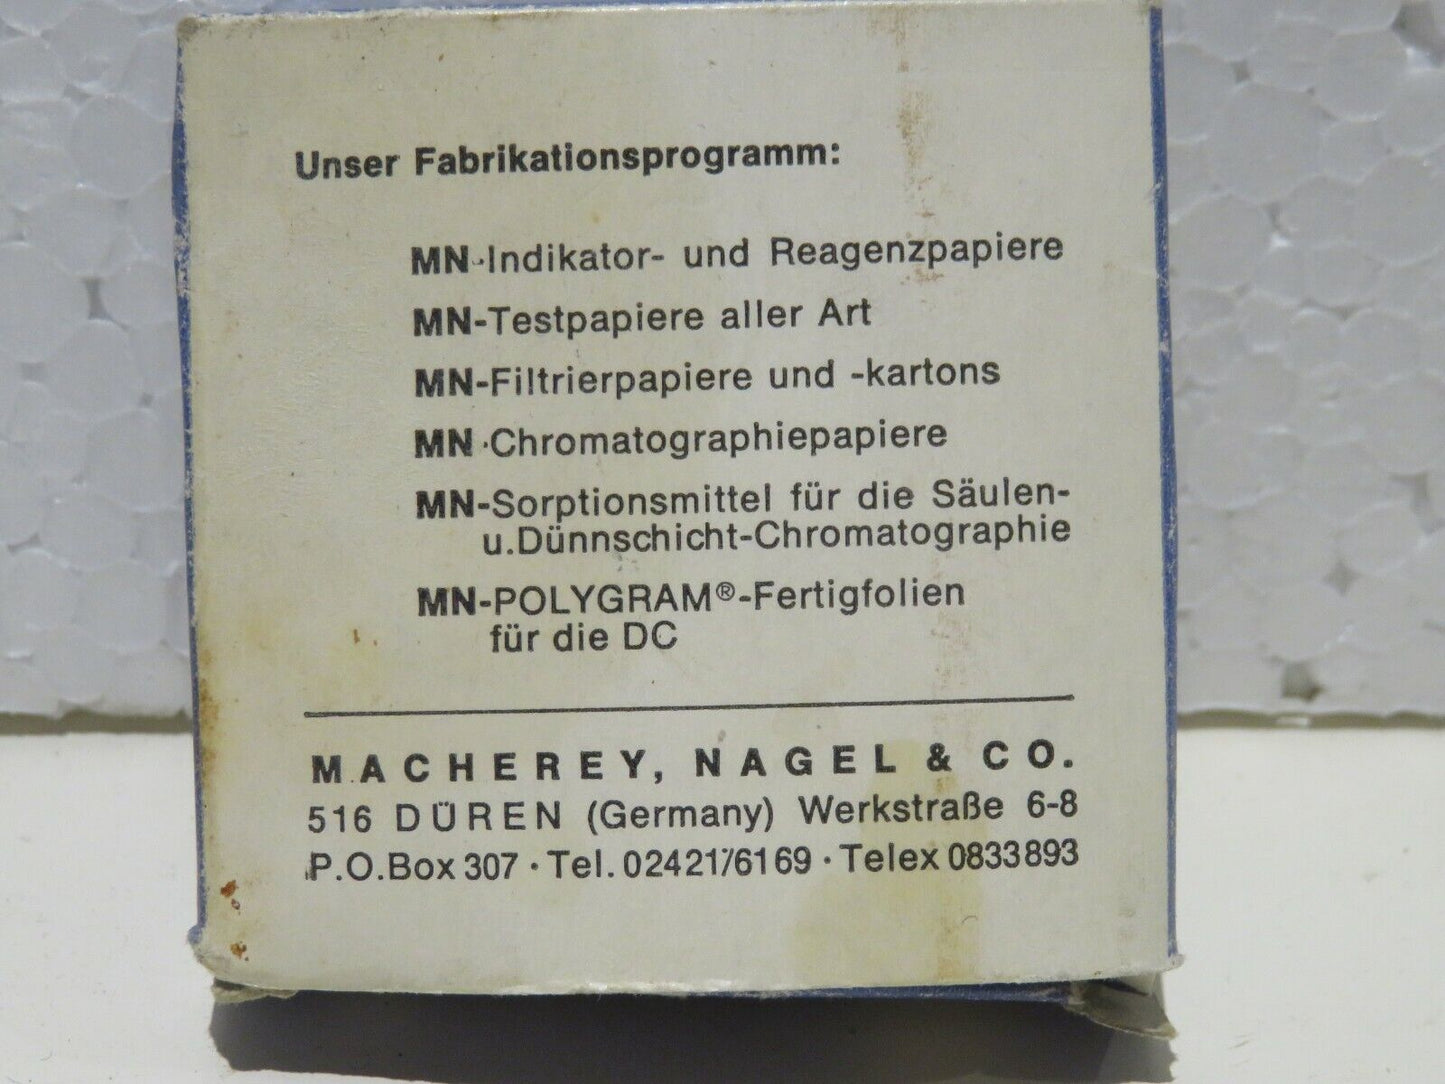 Unser Fabrikationsprogramm:
MN-Indikator- und Reagenzpapiere
MN-Testpapiere aller Art
MN-Filtrierpapiere und -kartons
MN-Chromatographiepapiere
MN-Sorptionsmittel für die Säulen-
u.Dünnschicht-Chromatographie
MN-POLYGRAM®-Fertigfolien
für die DC
MACHEREY, NAGEL & CO.
516 DÜREN (Germany) Werkstraße 6-8
P.O.Box 307 · Tel. 02421/6169 · Telex 0833893